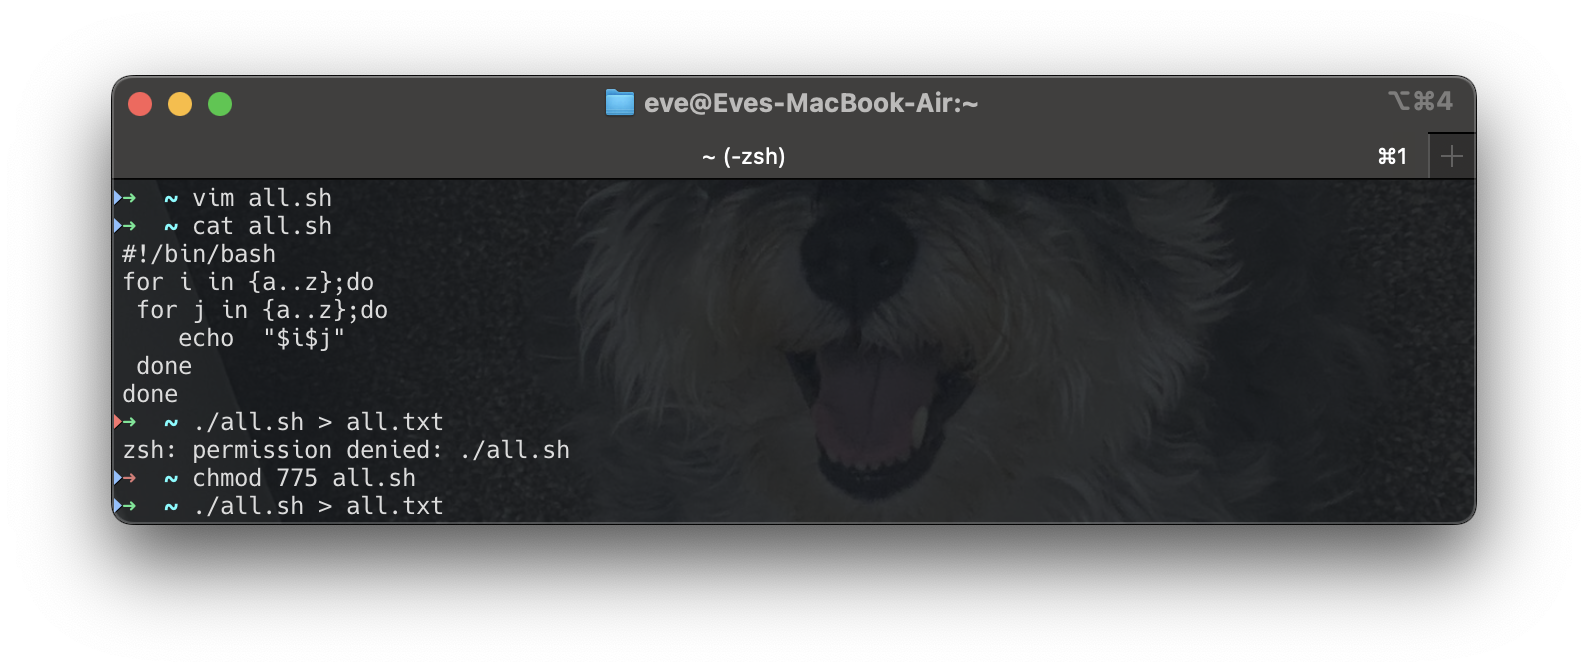 eve@Eves-MacBook-Air:~ ⌥⌘4
~ (-zsh) ⌘1 +
➜ ~ vim all.sh
➜ ~ cat all.sh
#!/bin/bash
for i in {a..z};do
 for j in {a..z};do
    echo  "$i$j"
 done
done
➜ ~ ./all.sh > all.txt
zsh: permission denied: ./all.sh
➜ ~ chmod 775 all.sh
➜ ~ ./all.sh > all.txt